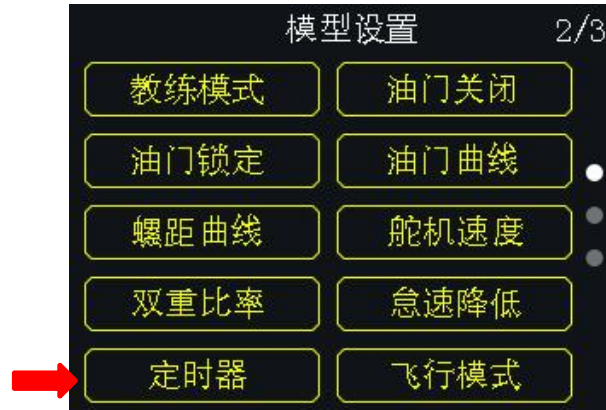 模型设置 2/3
教练模式 油门关闭
油门锁定 油门曲线
螺距曲线 舵机速度
双重比率 怠速降低
定时器 飞行模式